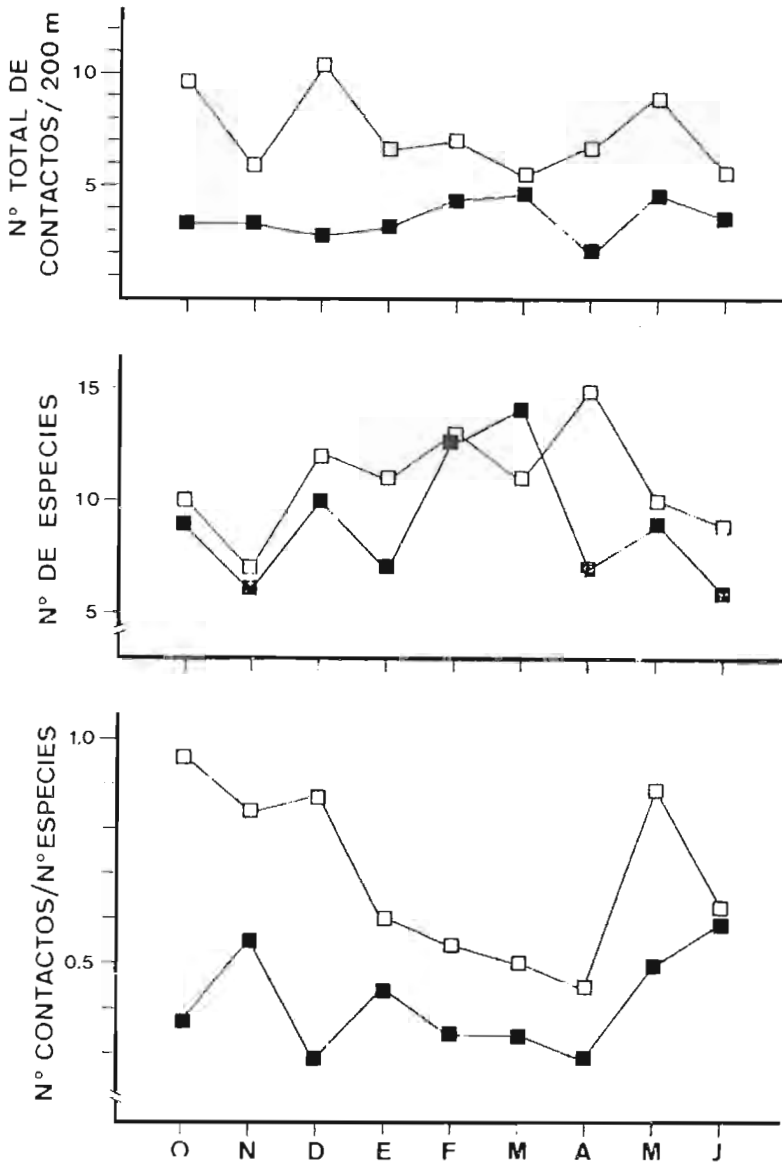 N° TOTAL DE
CONTACTOS/200 m
10
5
N° DE ESPECIES
15
10
5
N° CONTACTOS/N°ESPECIES
1.0
0.5
O N D E F M A M J